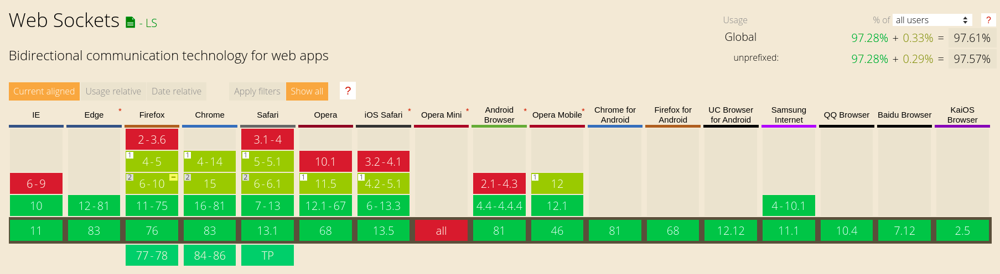 Web Sockets - LS
Usage % of all users ?
Global 97.28% + 0.33% = 97.61%
Bidirectional communication technology for web apps
unprefixed: 97.28% + 0.29% = 97.57%
Current aligned Usage relative Date relative Apply filters Show all ?
IE Edge * Firefox Chrome Safari Opera iOS Safari * Opera Mini * Android Browser * Opera Mobile * Chrome for Android Firefox for Android UC Browser for Android Samsung Internet QQ Browser Baidu Browser KaiOS Browser
2-3.6 3.1-4
1 4-5 1 4-14 1 5-5.1 10.1 3.2-4.1
6-9 2 6-10 - 2 15 2 6-6.1 1 11.5 1 4.2-5.1 2.1-4.3 1 12
10 12-81 11-75 16-81 7-13 12.1-67 6-13.3 4.4-4.4.4 12.1 4-10.1
11 83 76 83 13.1 68 13.5 all 81 46 81 68 12.12 11.1 10.4 7.12 2.5
77-78 84-86 TP